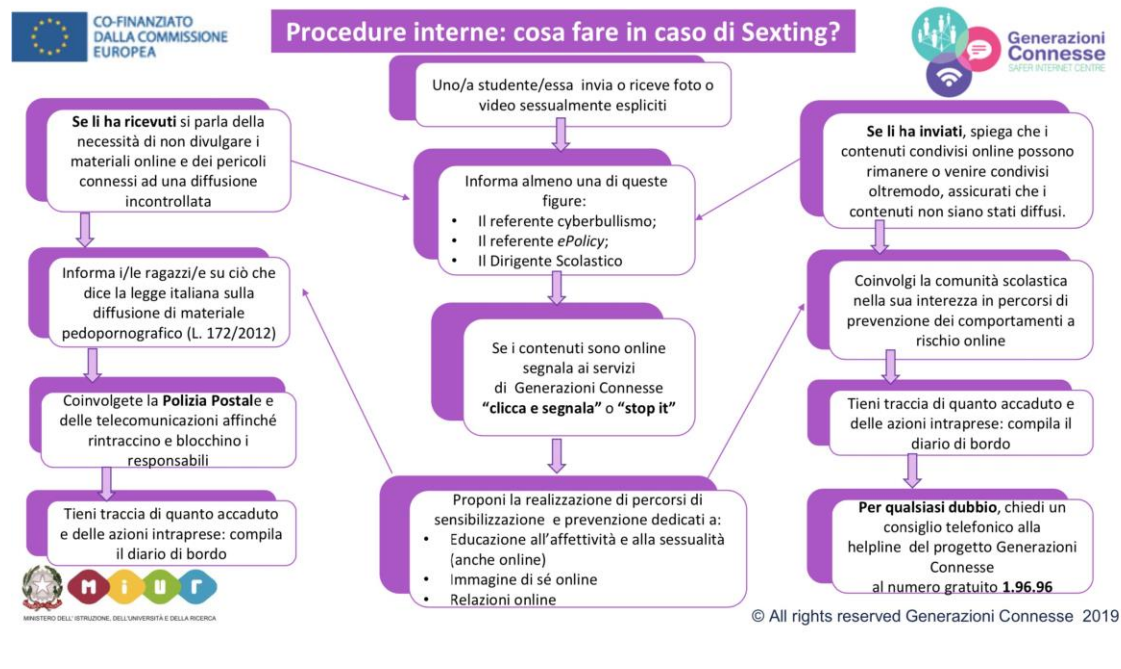 CO-FINANZIATO
DALLA COMMISSIONE
EUROPEA
Procedure interne: cosa fare in caso di Sexting?
Generazioni
Connesse
SAFER INTERNET CENTRE
Uno/a studente/essa invia o riceve foto o
video sessualmente espliciti
Se li ha ricevuti si parla della
necessità di non divulgare i
materiali online e dei pericoli
connessi ad una diffusione
incontrollata
Informa i/le ragazzi/e su ciò che
dice la legge italiana sulla
diffusione di materiale
pedopornografico (L. 172/2012)
Coinvolgete la Polizia Postale e
delle telecomunicazioni affinché
rintraccino e blocchino i
responsabili
Tieni traccia di quanto accaduto
e delle azioni intraprese: compila
il diario di bordo
Informa almeno una di queste
figure:
• Il referente cyberbullismo;
• Il referente ePolicy;
• Il Dirigente Scolastico
Se i contenuti sono online
segnala ai servizi
di Generazioni Connesse
“clicca e segnala” o “stop it”
Proponi la realizzazione di percorsi di
sensibilizzazione e prevenzione dedicati a:
• Educazione all’affettività e alla sessualità
(anche online)
• Immagine di sé online
• Relazioni online
Se li ha inviati, spiega che i
contenuti condivisi online possono
rimanere o venire condivisi
oltremodo, assicurati che i
contenuti non siano stati diffusi.
Coinvolgi la comunità scolastica
nella sua interezza in percorsi di
prevenzione dei comportamenti a
rischio online
Tieni traccia di quanto accaduto e
delle azioni intraprese: compila il
diario di bordo
Per qualsiasi dubbio, chiedi un
consiglio telefonico alla
helpline del progetto Generazioni
Connesse
al numero gratuito 1.96.96
MIUR
MINISTERO DELL' ISTRUZIONE, DELL'UNIVERSITÀ E DELLA RICERCA
© All rights reserved Generazioni Connesse 2019